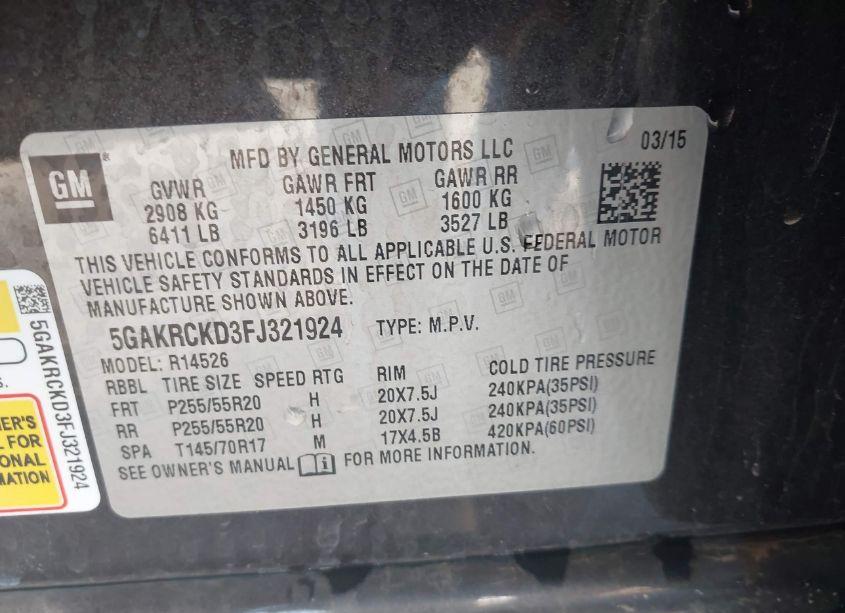 GM
MFD BY GENERAL MOTORS LLC
03/15
GVWR GAWR FRT GAWR RR
2908 KG 1450 KG 1600 KG
6411 LB 3196 LB 3527 LB
THIS VEHICLE CONFORMS TO ALL APPLICABLE U.S. FEDERAL MOTOR
VEHICLE SAFETY STANDARDS IN EFFECT ON THE DATE OF
MANUFACTURE SHOWN ABOVE.
5GAKRCKD3FJ321924 TYPE: M.P.V.
MODEL: R14526
RBBL TIRE SIZE SPEED RTG RIM COLD TIRE PRESSURE
FRT P255/55R20 H 20X7.5J 240KPA(35PSI)
RR P255/55R20 H 20X7.5J 240KPA(35PSI)
SPA T145/70R17 M 17X4.5B 420KPA(60PSI)
SEE OWNER'S MANUAL i FOR MORE INFORMATION.
5GAKRCKD3FJ321924
S.
ER'S
FOR
ONAL
MATION